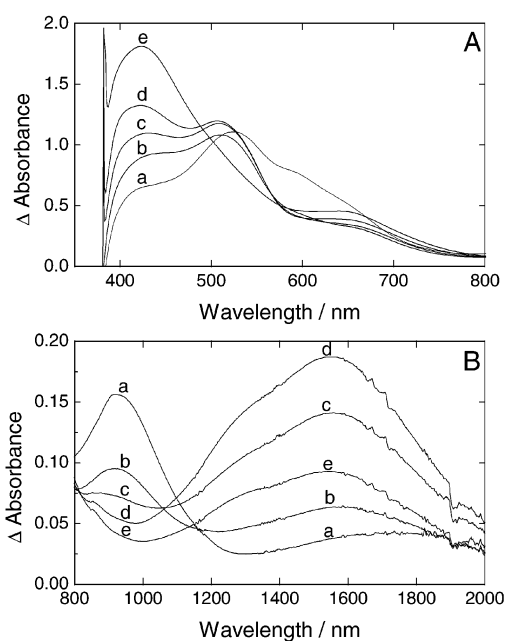 2.0
A
e
1.5
d
c
1.0
b
a
0.5
0.0
Δ Absorbance
400 500 600 700 800
Wavelength / nm
0.20
B
d
a
0.15
c
0.10
b
e
c
b
0.05
d
a
e
0.00
Δ Absorbance
800 1000 1200 1400 1600 1800 2000
Wavelength / nm